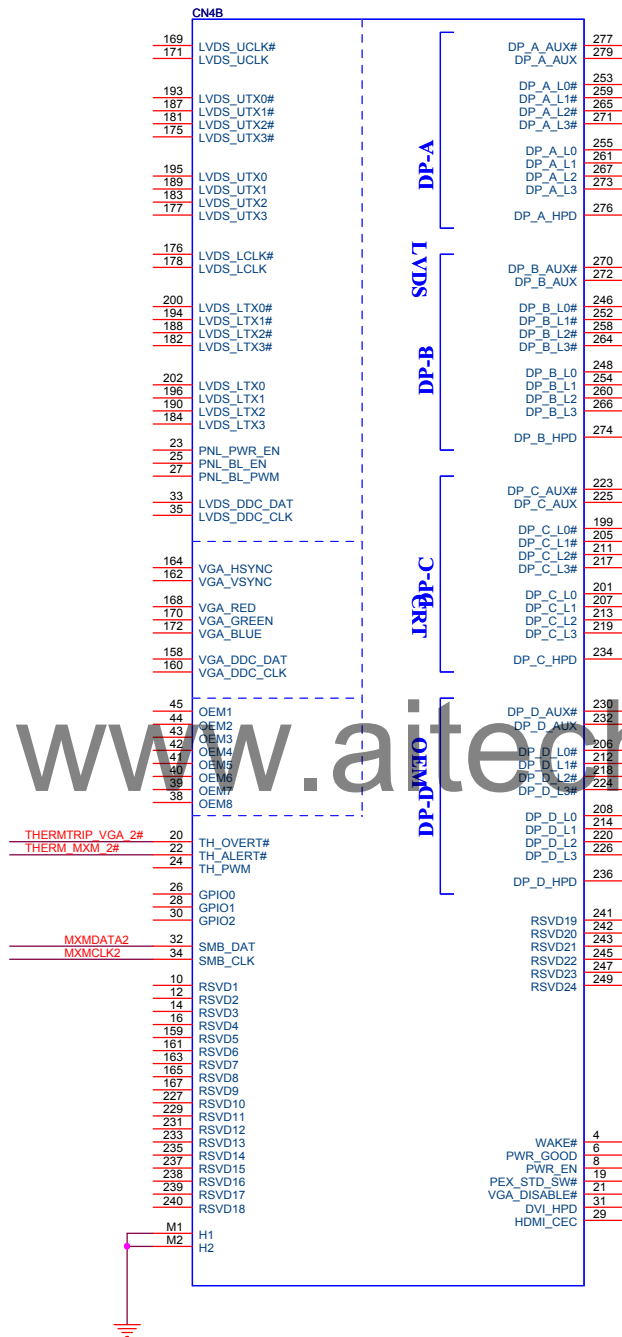 CN4B
169 LVDS_UCLK#
171 LVDS_UCLK
193 LVDS_UTX0#
187 LVDS_UTX1#
181 LVDS_UTX2#
175 LVDS_UTX3#
195 LVDS_UTX0
189 LVDS_UTX1
183 LVDS_UTX2
177 LVDS_UTX3
176 LVDS_LCLK#
178 LVDS_LCLK
200 LVDS_LTX0#
194 LVDS_LTX1#
188 LVDS_LTX2#
182 LVDS_LTX3#
202 LVDS_LTX0
196 LVDS_LTX1
190 LVDS_LTX2
184 LVDS_LTX3
23 PNL_PWR_EN
25 PNL_BL_EN
27 PNL_BL_PWM
33 LVDS_DDC_DAT
35 LVDS_DDC_CLK
164 VGA_HSYNC
162 VGA_VSYNC
168 VGA_RED
170 VGA_GREEN
172 VGA_BLUE
158 VGA_DDC_DAT
160 VGA_DDC_CLK
45 OEM1
44 OEM2
43 OEM3
42 OEM4
41 OEM5
40 OEM6
39 OEM7
38 OEM8
THERMTRIP_VGA_2# 20 TH_OVERT#
THERM_MXM_2# 22 TH_ALERT#
24 TH_PWM
26 GPIO0
28 GPIO1
30 GPIO2
MXMDATA2 32 SMB_DAT
MXMCLK2 34 SMB_CLK
10 RSVD1
12 RSVD2
14 RSVD3
16 RSVD4
159 RSVD5
161 RSVD6
163 RSVD7
165 RSVD8
167 RSVD9
227 RSVD10
229 RSVD11
231 RSVD12
233 RSVD13
235 RSVD14
237 RSVD15
238 RSVD16
239 RSVD17
240 RSVD18
M1 H1
M2 H2
LVDS
CRT
OEM
DP-A
DP-B
DP-C
DP-D
DP_A_AUX# 277
DP_A_AUX 279
DP_A_L0# 253
DP_A_L1# 259
DP_A_L2# 265
DP_A_L3# 271
DP_A_L0 255
DP_A_L1 261
DP_A_L2 267
DP_A_L3 273
DP_A_HPD 276
DP_B_AUX# 270
DP_B_AUX 272
DP_B_L0# 246
DP_B_L1# 252
DP_B_L2# 258
DP_B_L3# 264
DP_B_L0 248
DP_B_L1 254
DP_B_L2 260
DP_B_L3 266
DP_B_HPD 274
DP_C_AUX# 223
DP_C_AUX 225
DP_C_L0# 199
DP_C_L1# 205
DP_C_L2# 211
DP_C_L3# 217
DP_C_L0 201
DP_C_L1 207
DP_C_L2 213
DP_C_L3 219
DP_C_HPD 234
DP_D_AUX# 230
DP_D_AUX 232
DP_D_L0# 206
DP_D_L1# 212
DP_D_L2# 218
DP_D_L3# 224
DP_D_L0 208
DP_D_L1 214
DP_D_L2 220
DP_D_L3 226
DP_D_HPD 236
RSVD19 241
RSVD20 242
RSVD21 243
RSVD22 245
RSVD23 247
RSVD24 249
WAKE# 4
PWR_GOOD 6
PWR_EN 8
PEX_STD_SW# 19
VGA_DISABLE# 21
DVI_HPD 31
HDMI_CEC 29
www.aitech